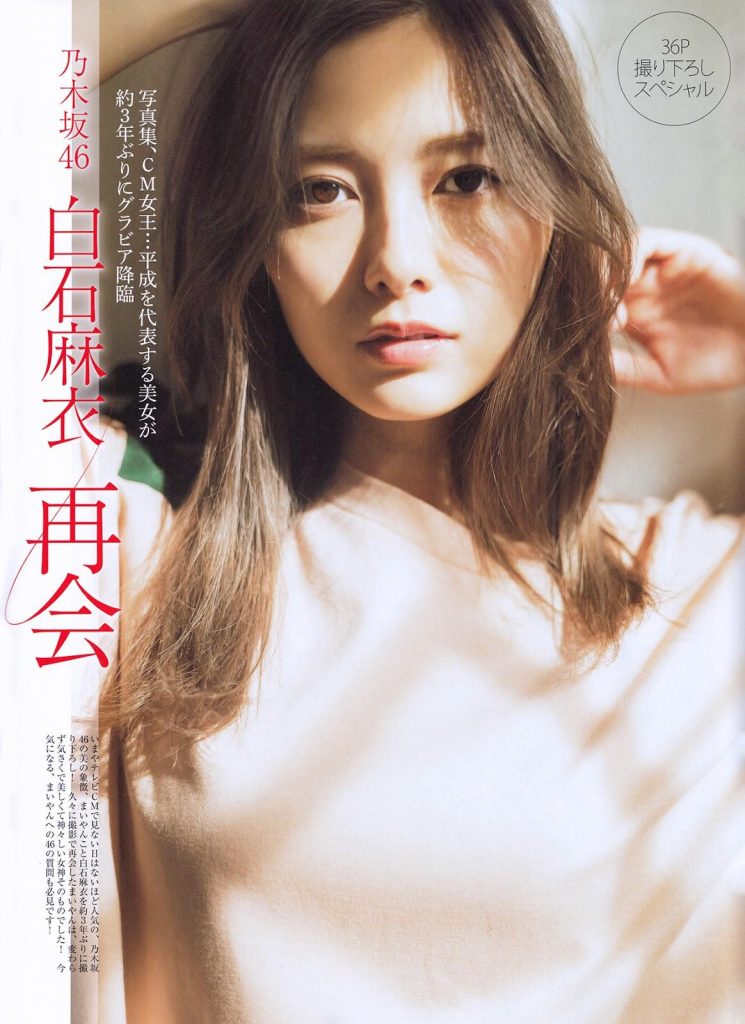 36P
撮り下ろし
スペシャル
写真集、CM女王…平成を代表する美女が
約3年ぶりにグラビア降臨
乃木坂46
白石麻衣
再会
いまやテレビCMで見ない日はないほど人気の、乃木坂
46の美の象徴、まいやんこと白石麻衣を約3年ぶりに撮
り下ろし! 久々に撮影で再会したまいやんは、変わら
ず気さくで美しくて神々しい女神そのものでした! 今
気になる、まいやんへの46の質問も必見です!